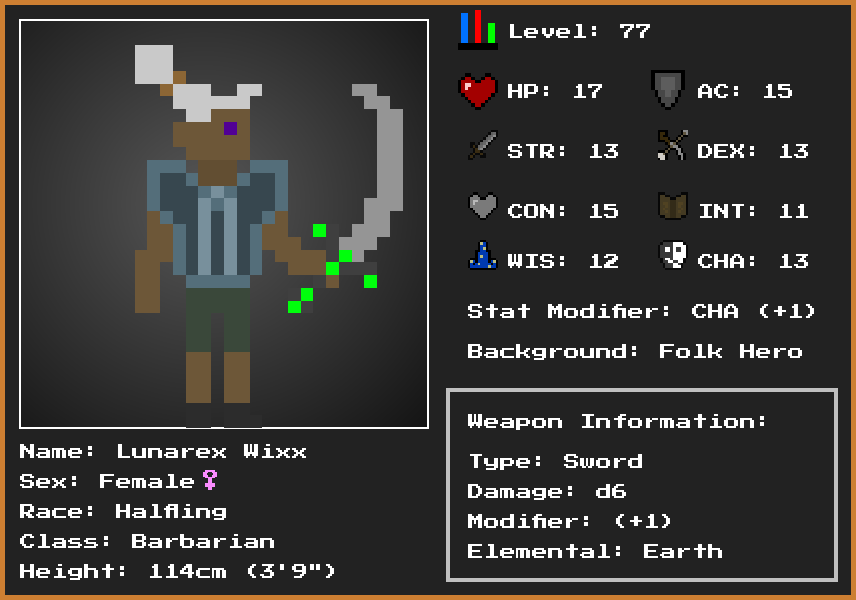 Level: 77
HP: 17
AC: 15
STR: 13
DEX: 13
CON: 15
INT: 11
WIS: 12
CHA: 13
Stat Modifier: CHA (+1)
Background: Folk Hero
Weapon Information:
Type: Sword
Damage: d6
Modifier: (+1)
Elemental: Earth
Name: Lunarex Wixx
Sex: Female♀
Race: Halfling
Class: Barbarian
Height: 114cm (3'9")